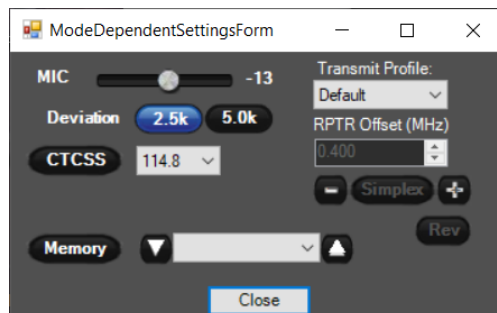 ModeDependentSettingsForm
MIC -13
Transmit Profile:
Default
Deviation 2.5k 5.0k
RPTR Offset (MHz)
0.400
CTCSS 114.8
- Simplex +
Rev
Memory
Close